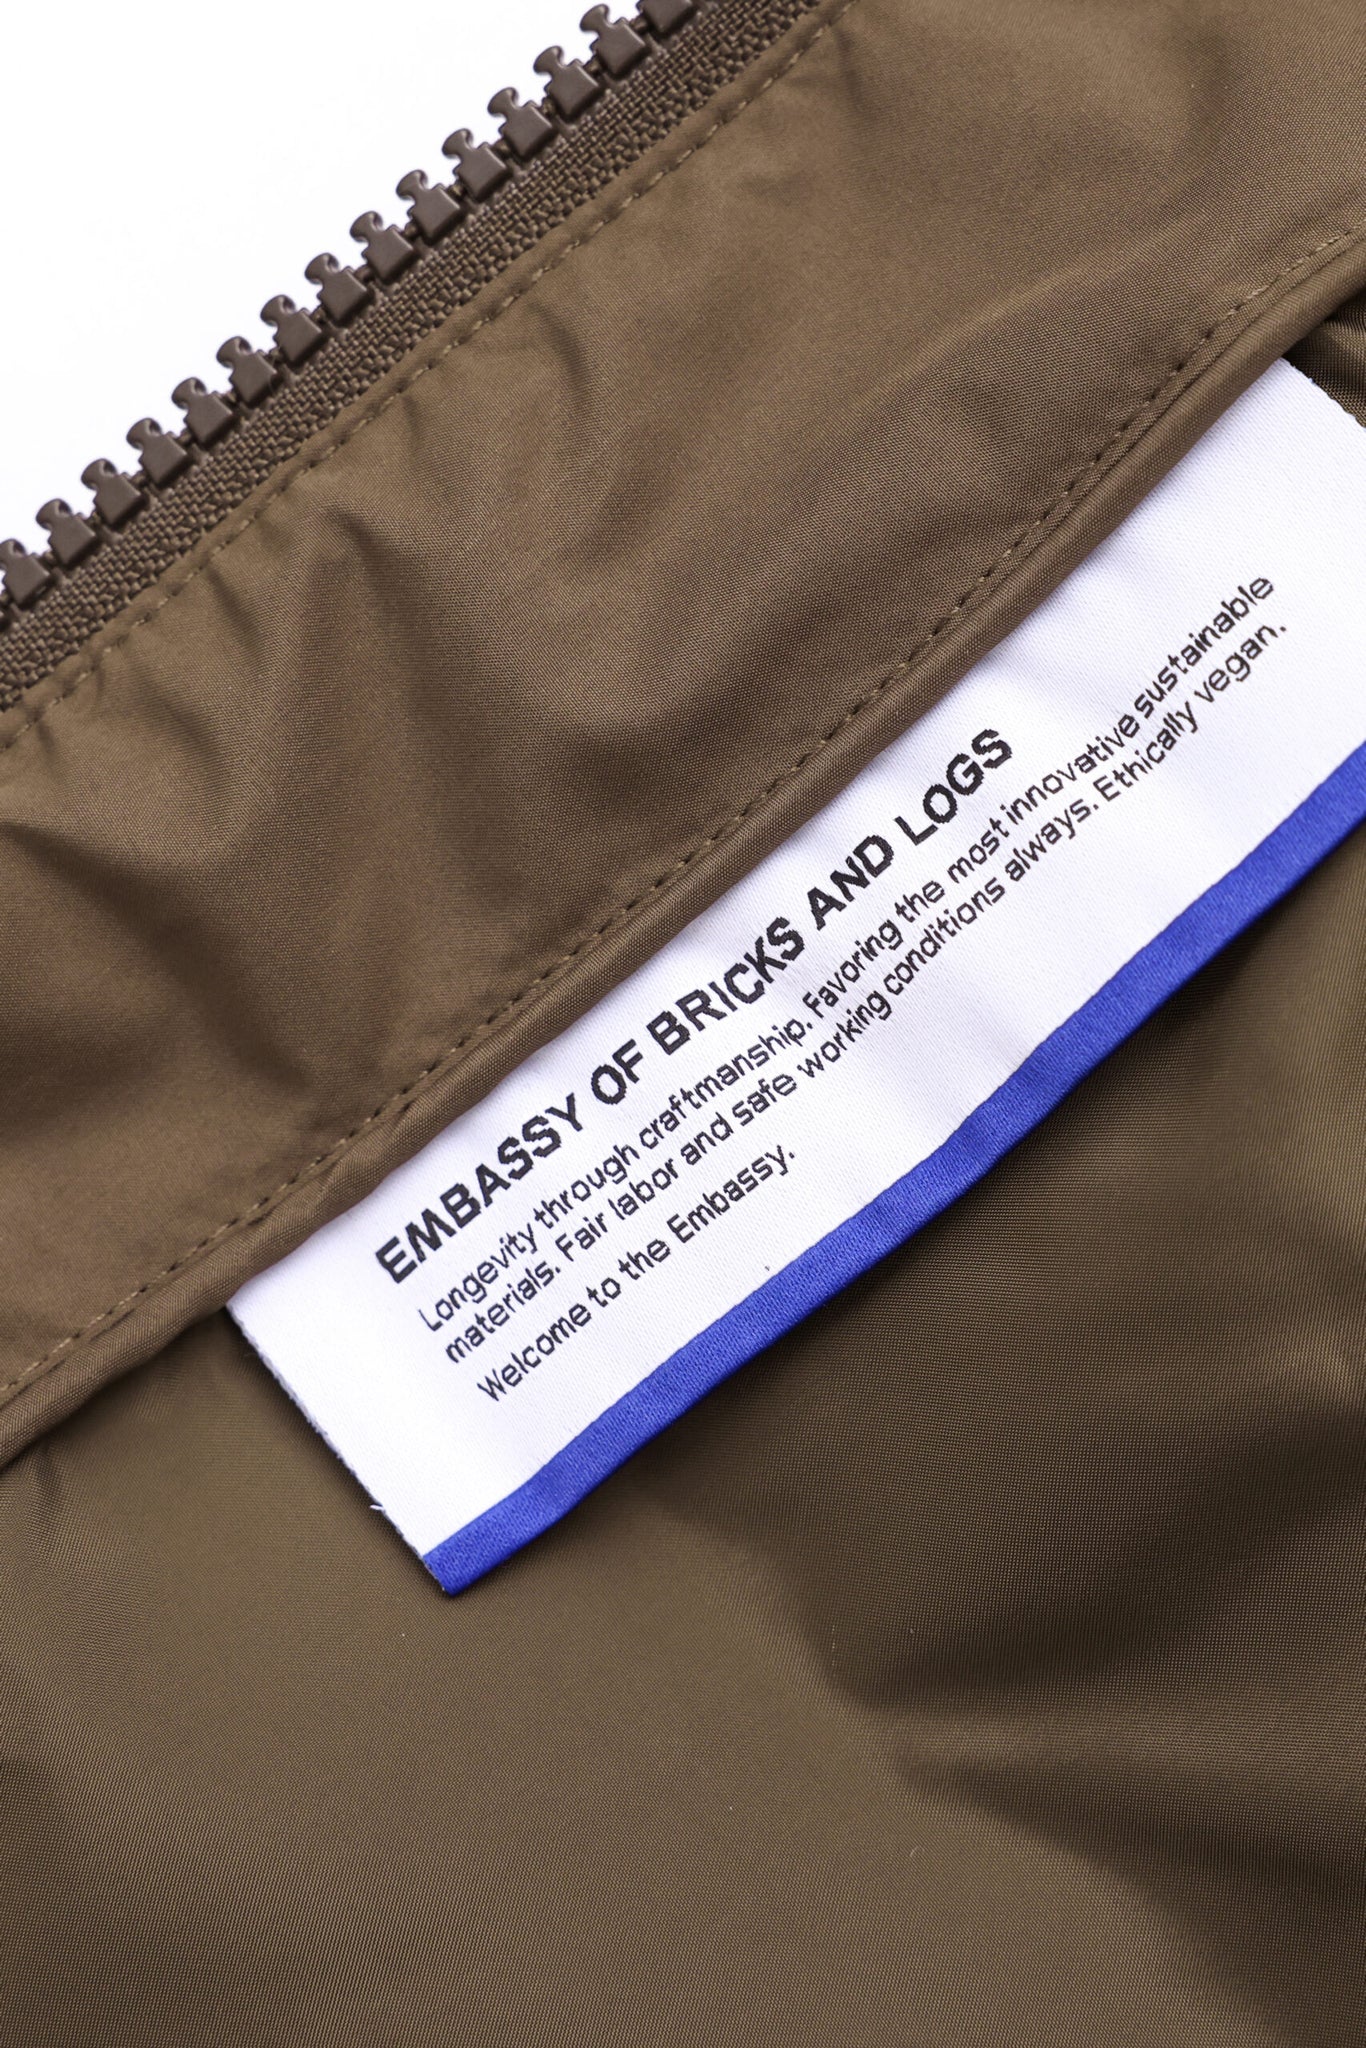 EMBASSY OF BRICKS AND LOGS
Longevity through craftmanship. Favoring the most innovative sustainable
materials. Fair labor and safe working conditions always. Ethically vegan.
Welcome to the Embassy.